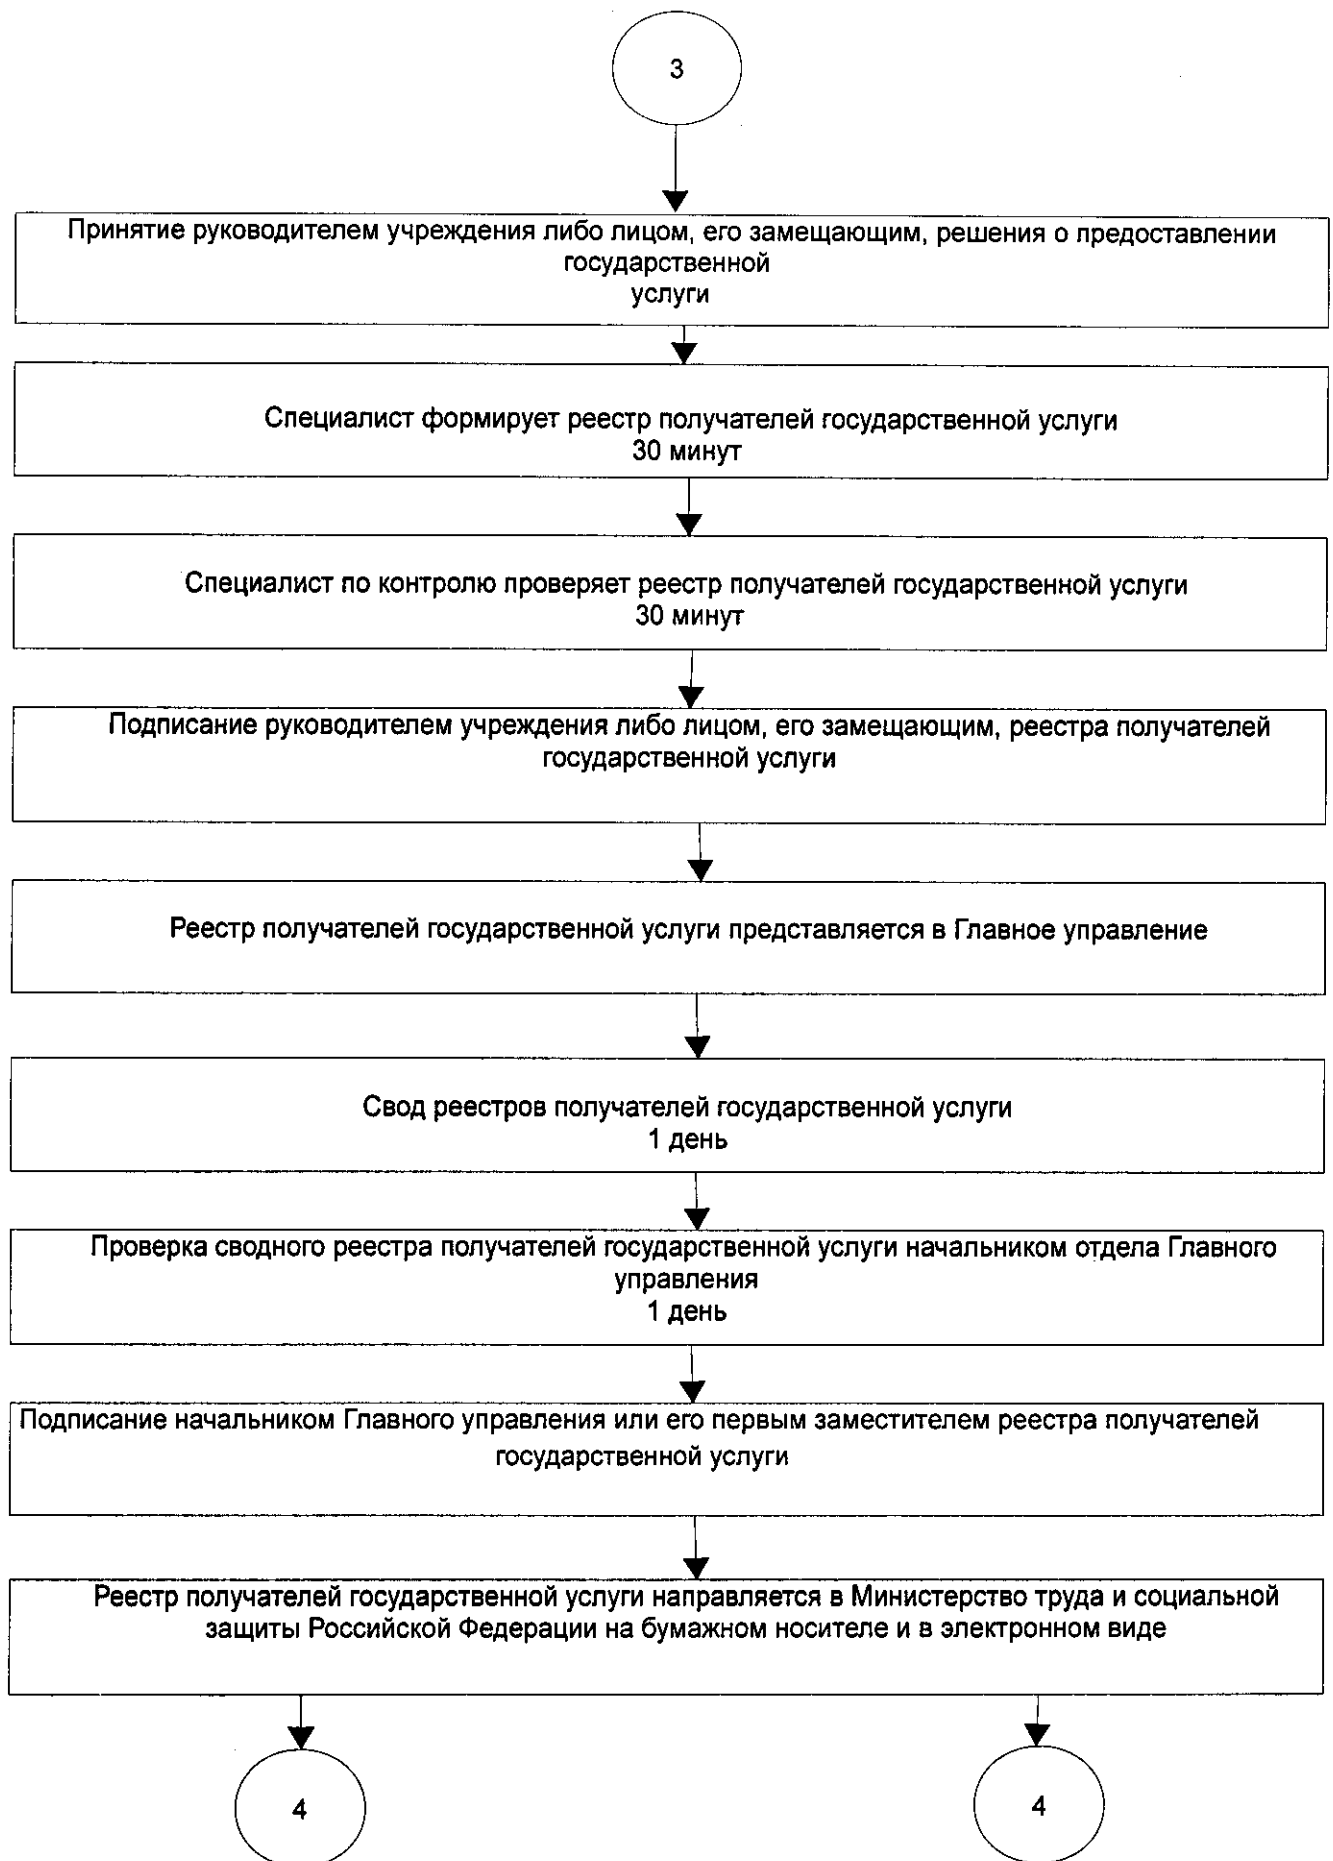 3
Принятие руководителем учреждения либо лицом, его замещающим, решения о предоставлении
государственной
услуги
Специалист формирует реестр получателей государственной услуги
30 минут
Специалист по контролю проверяет реестр получателей государственной услуги
30 минут
Подписание руководителем учреждения либо лицом, его замещающим, реестра получателей
государственной услуги
Реестр получателей государственной услуги представляется в Главное управление
Свод реестров получателей государственной услуги
1 день
Проверка сводного реестра получателей государственной услуги начальником отдела Главного
управления
1 день
Подписание начальником Главного управления или его первым заместителем реестра получателей
государственной услуги
Реестр получателей государственной услуги направляется в Министерство труда и социальной
защиты Российской Федерации на бумажном носителе и в электронном виде
4
4